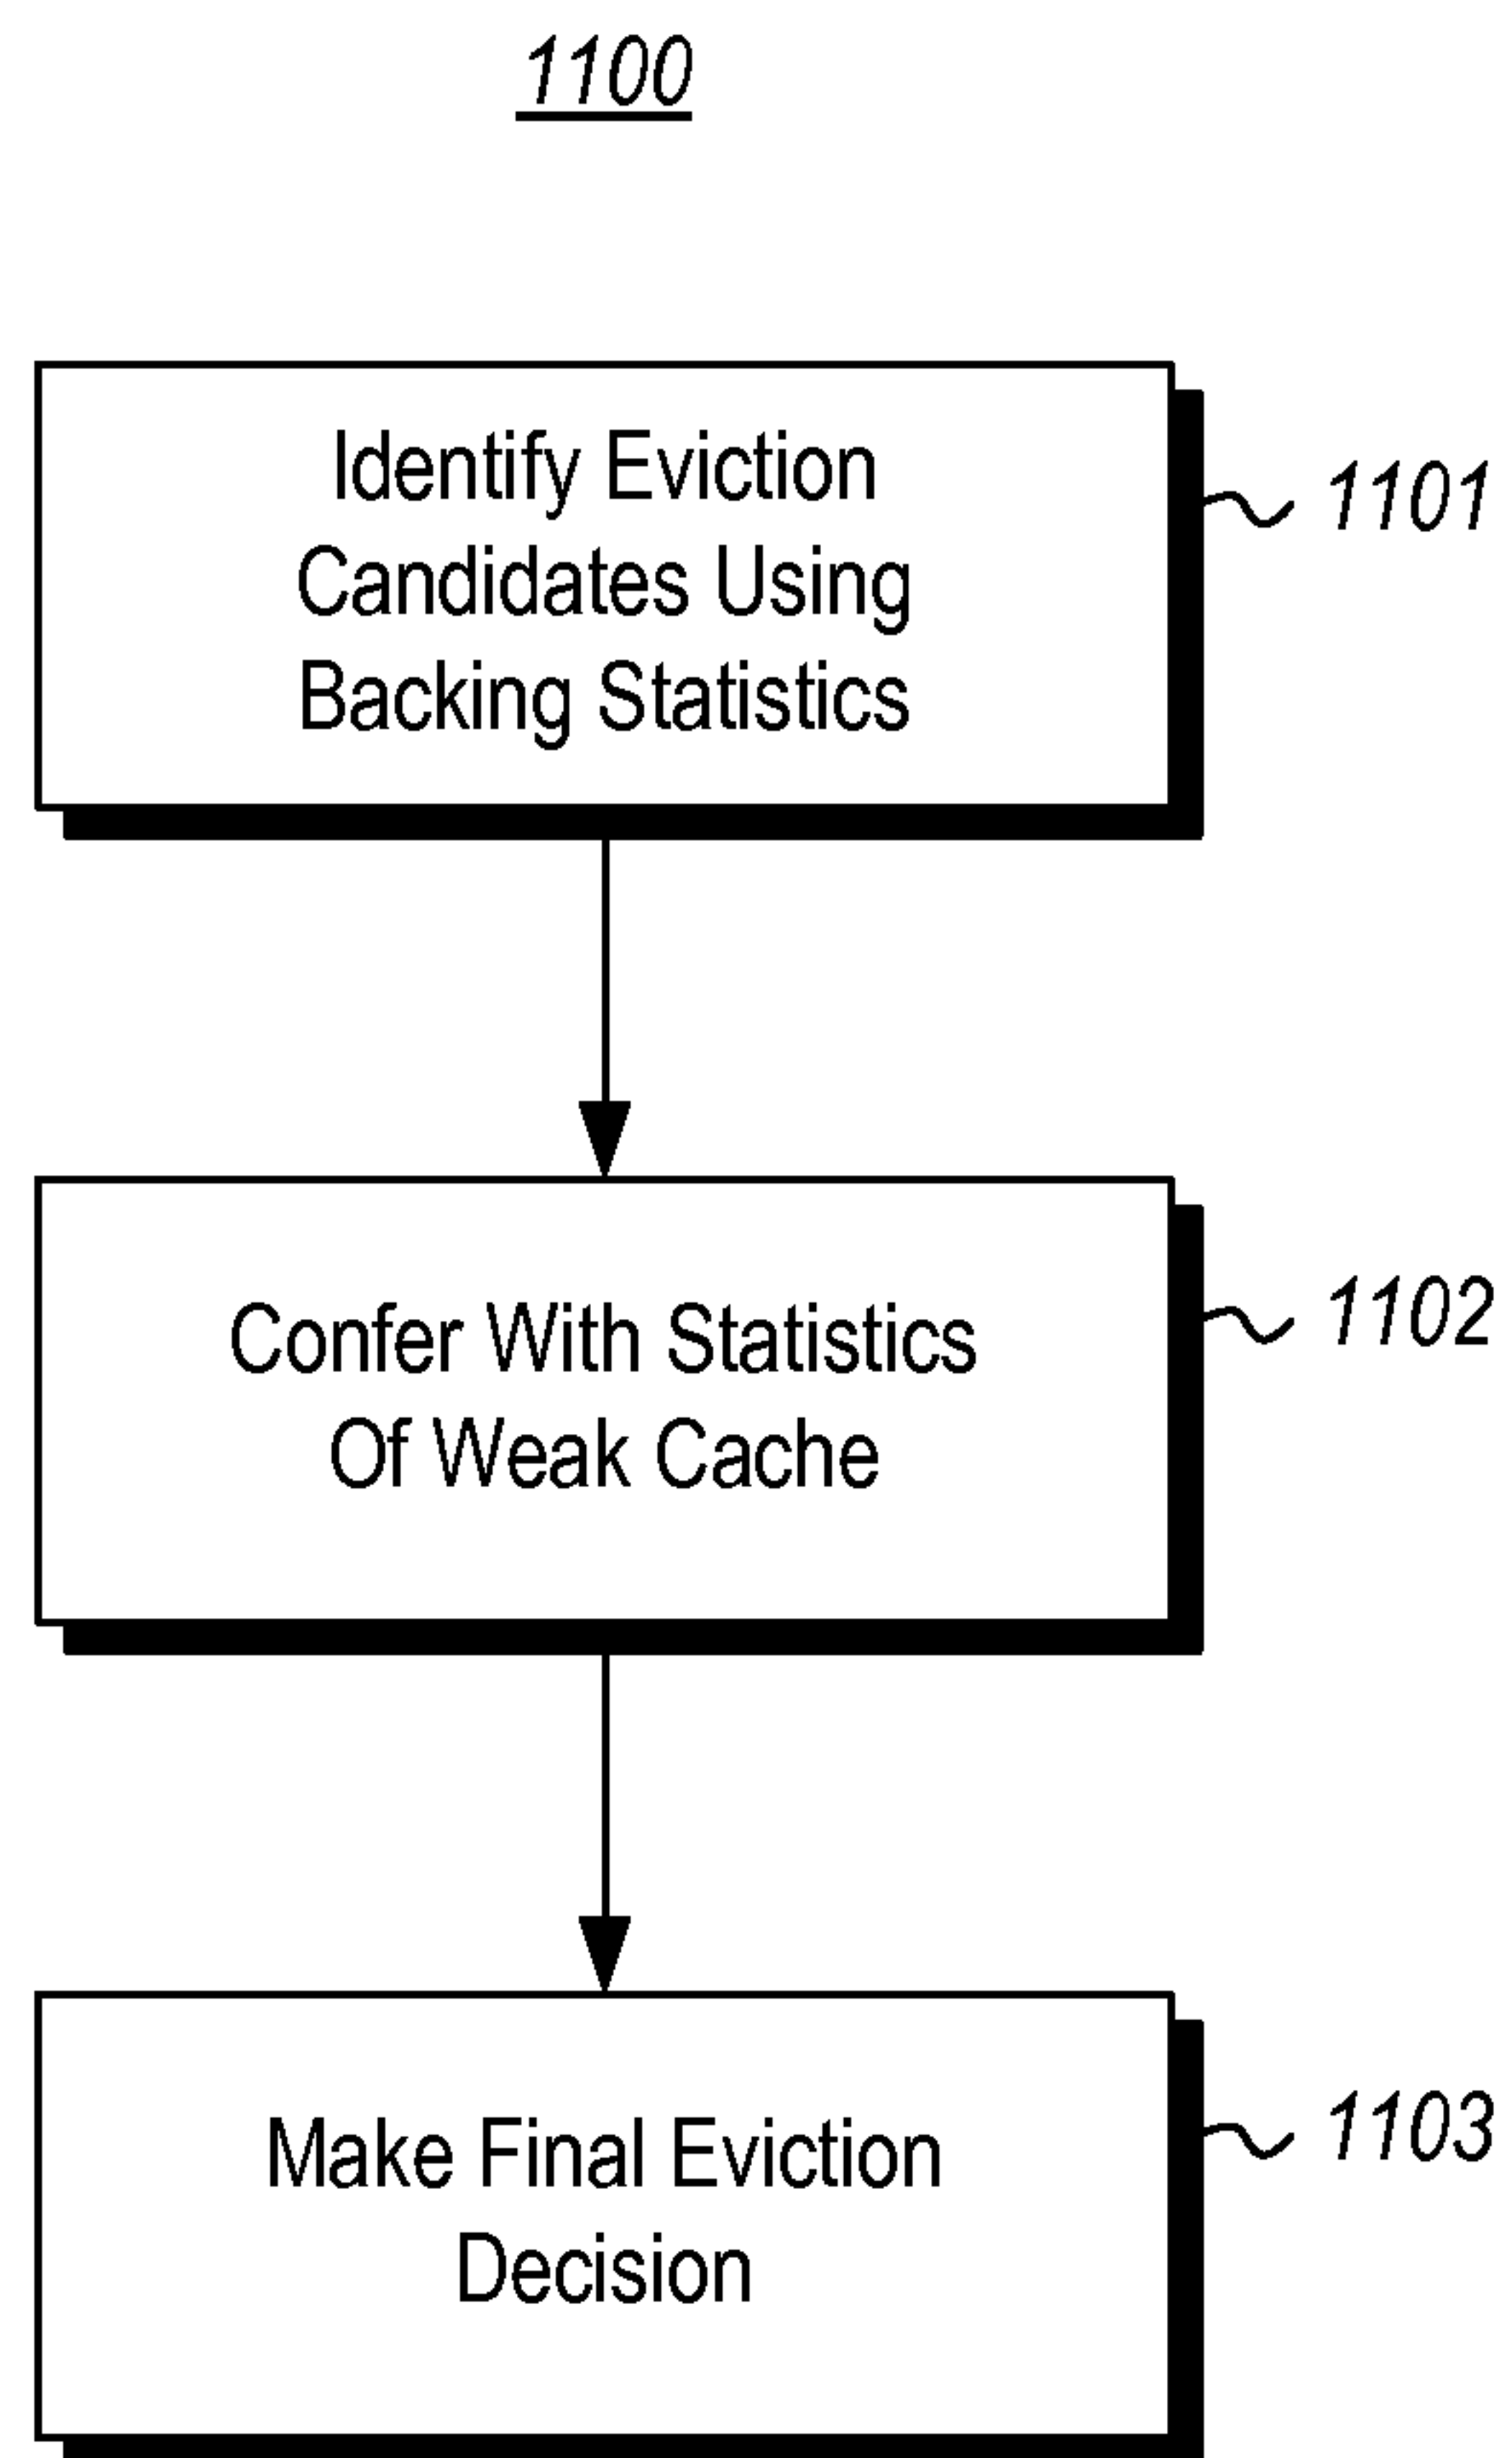 1100
Identify Eviction
Candidates Using
Backing Statistics
1101
Confer With Statistics
Of Weak Cache
1102
Make Final Eviction
Decision
1103